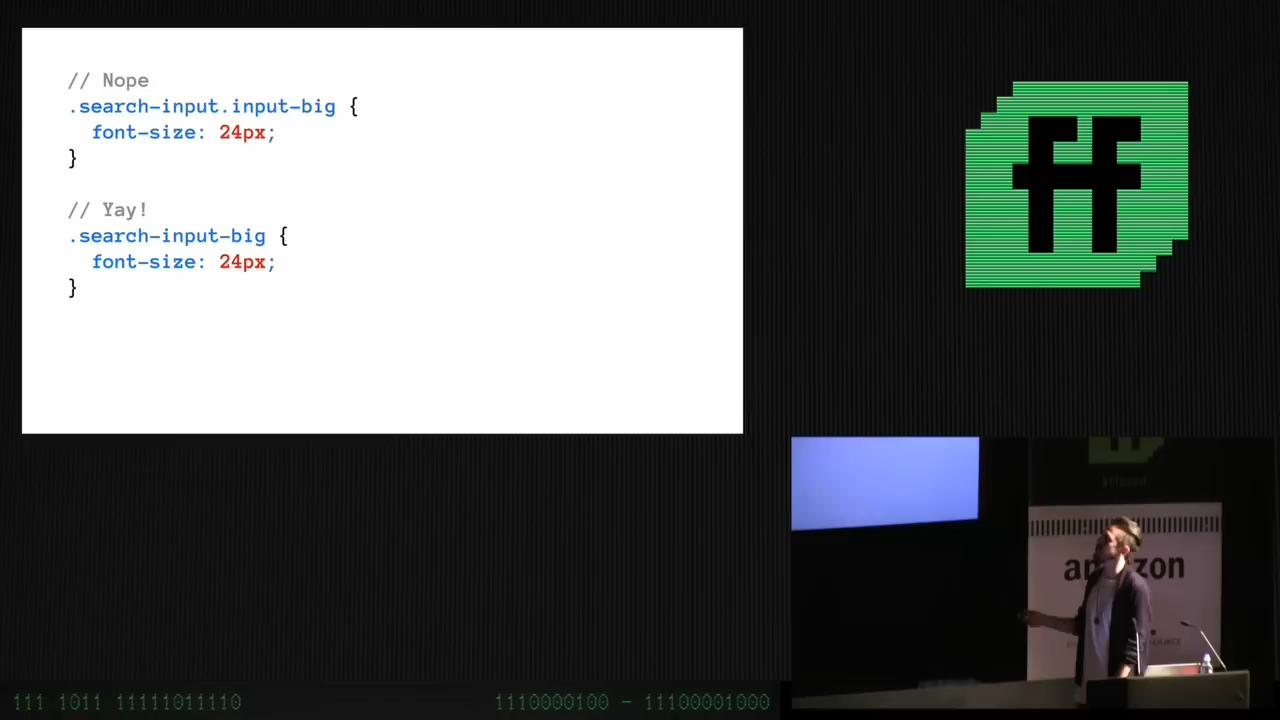 // Nope
.search-input.input-big {
  font-size: 24px;
}
// Yay!
.search-input-big {
  font-size: 24px;
}
ff
amazon
111 1011 11111011110
1110000100 - 11100001000